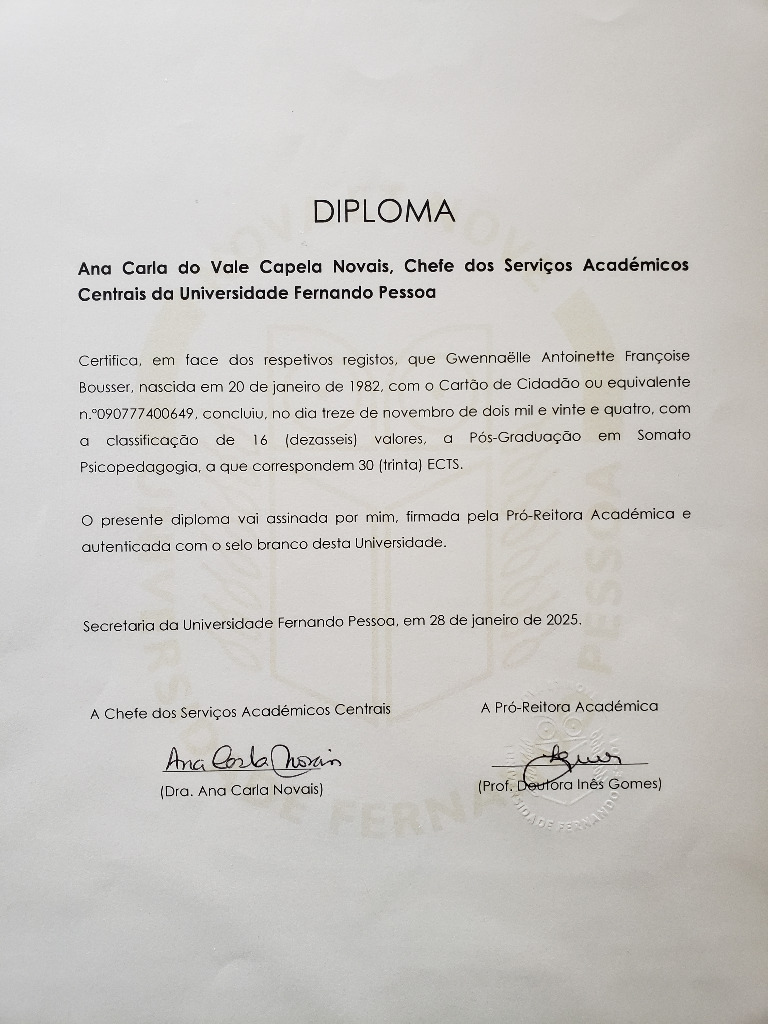 DIPLOMA
Ana Carla do Vale Capela Novais, Chefe dos Serviços Académicos
Centrais da Universidade Fernando Pessoa
Certifica, em face dos respetivos registos, que Gwennaëlle Antoinette Françoise
Bousser, nascida em 20 de janeiro de 1982, com o Cartão de Cidadão ou equivalente
n.º090777400649, concluiu, no dia treze de novembro de dois mil e vinte e quatro, com
a classificação de 16 (dezasseis) valores, a Pós-Graduação em Somato
Psicopedagogia, a que correspondem 30 (trinta) ECTS.
O presente diploma vai assinada por mim, firmada pela Pró-Reitora Académica e
autenticada com o selo branco desta Universidade.
Secretaria da Universidade Fernando Pessoa, em 28 de janeiro de 2025.
A Chefe dos Serviços Académicos Centrais
A Pró-Reitora Académica
Ana Carla Novais
(Dra. Ana Carla Novais)
(Prof. Doutora Inês Gomes)